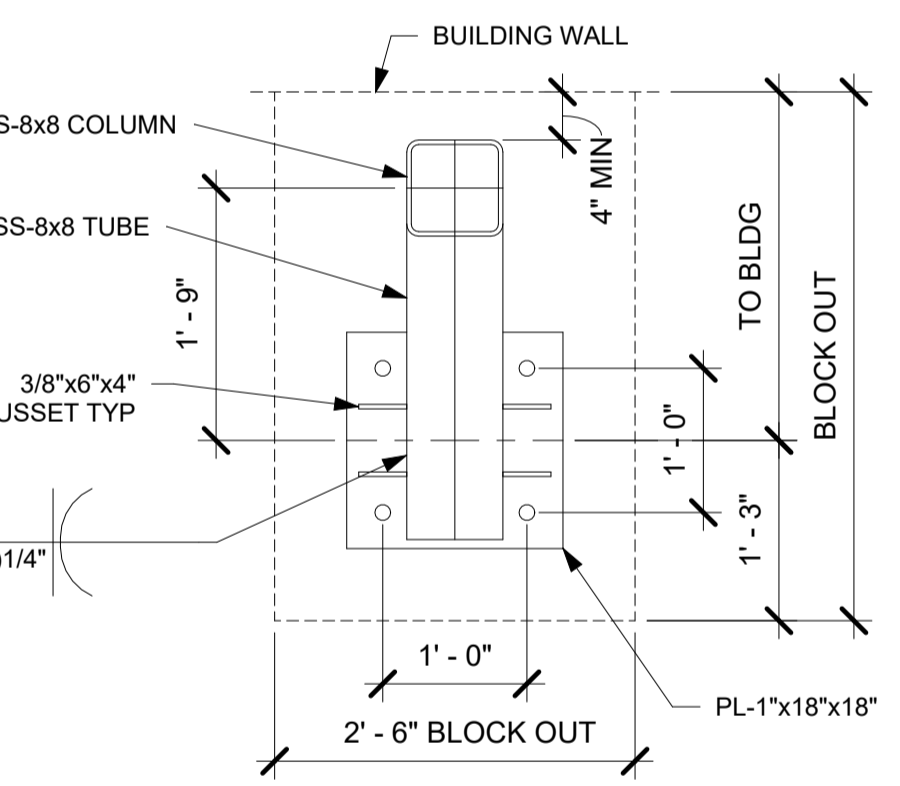 BUILDING WALL
S-8x8 COLUMN
4" MIN
SS-8x8 TUBE
1' - 9"
TO BLDG
BLOCK OUT
3/8"x6"x4"
USSET TYP
1' - 0"
1' - 3"
1/4"
1' - 0"
2' - 6" BLOCK OUT
PL-1"x18"x18"